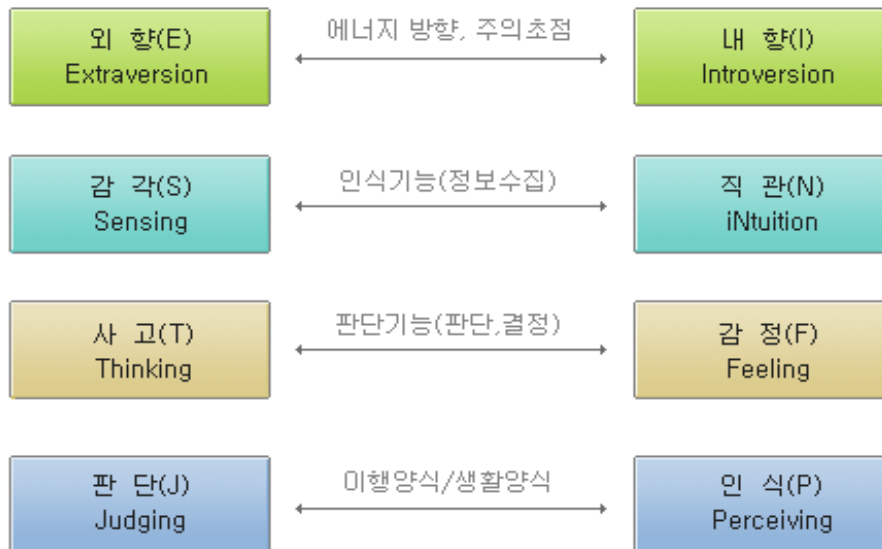 외 향(E)
Extraversion
에너지 방향, 주의초점
내 향(I)
Introversion
감 각(S)
Sensing
인식기능(정보수집)
직 관(N)
iNtuition
사 고(T)
Thinking
판단기능(판단,결정)
감 정(F)
Feeling
판 단(J)
Judging
이행양식/생활양식
인 식(P)
Perceiving